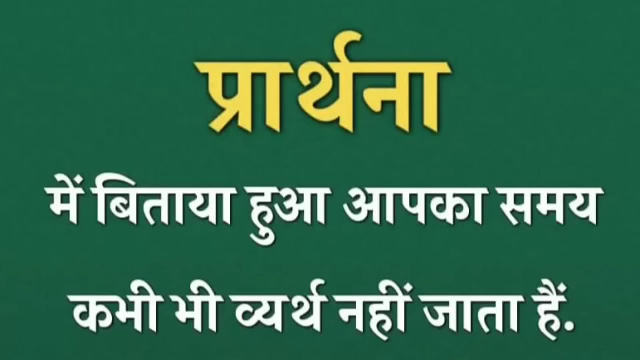 प्रार्थना
में बिताया हुआ आपका समय
कभी भी व्यर्थ नहीं जाता हैं.